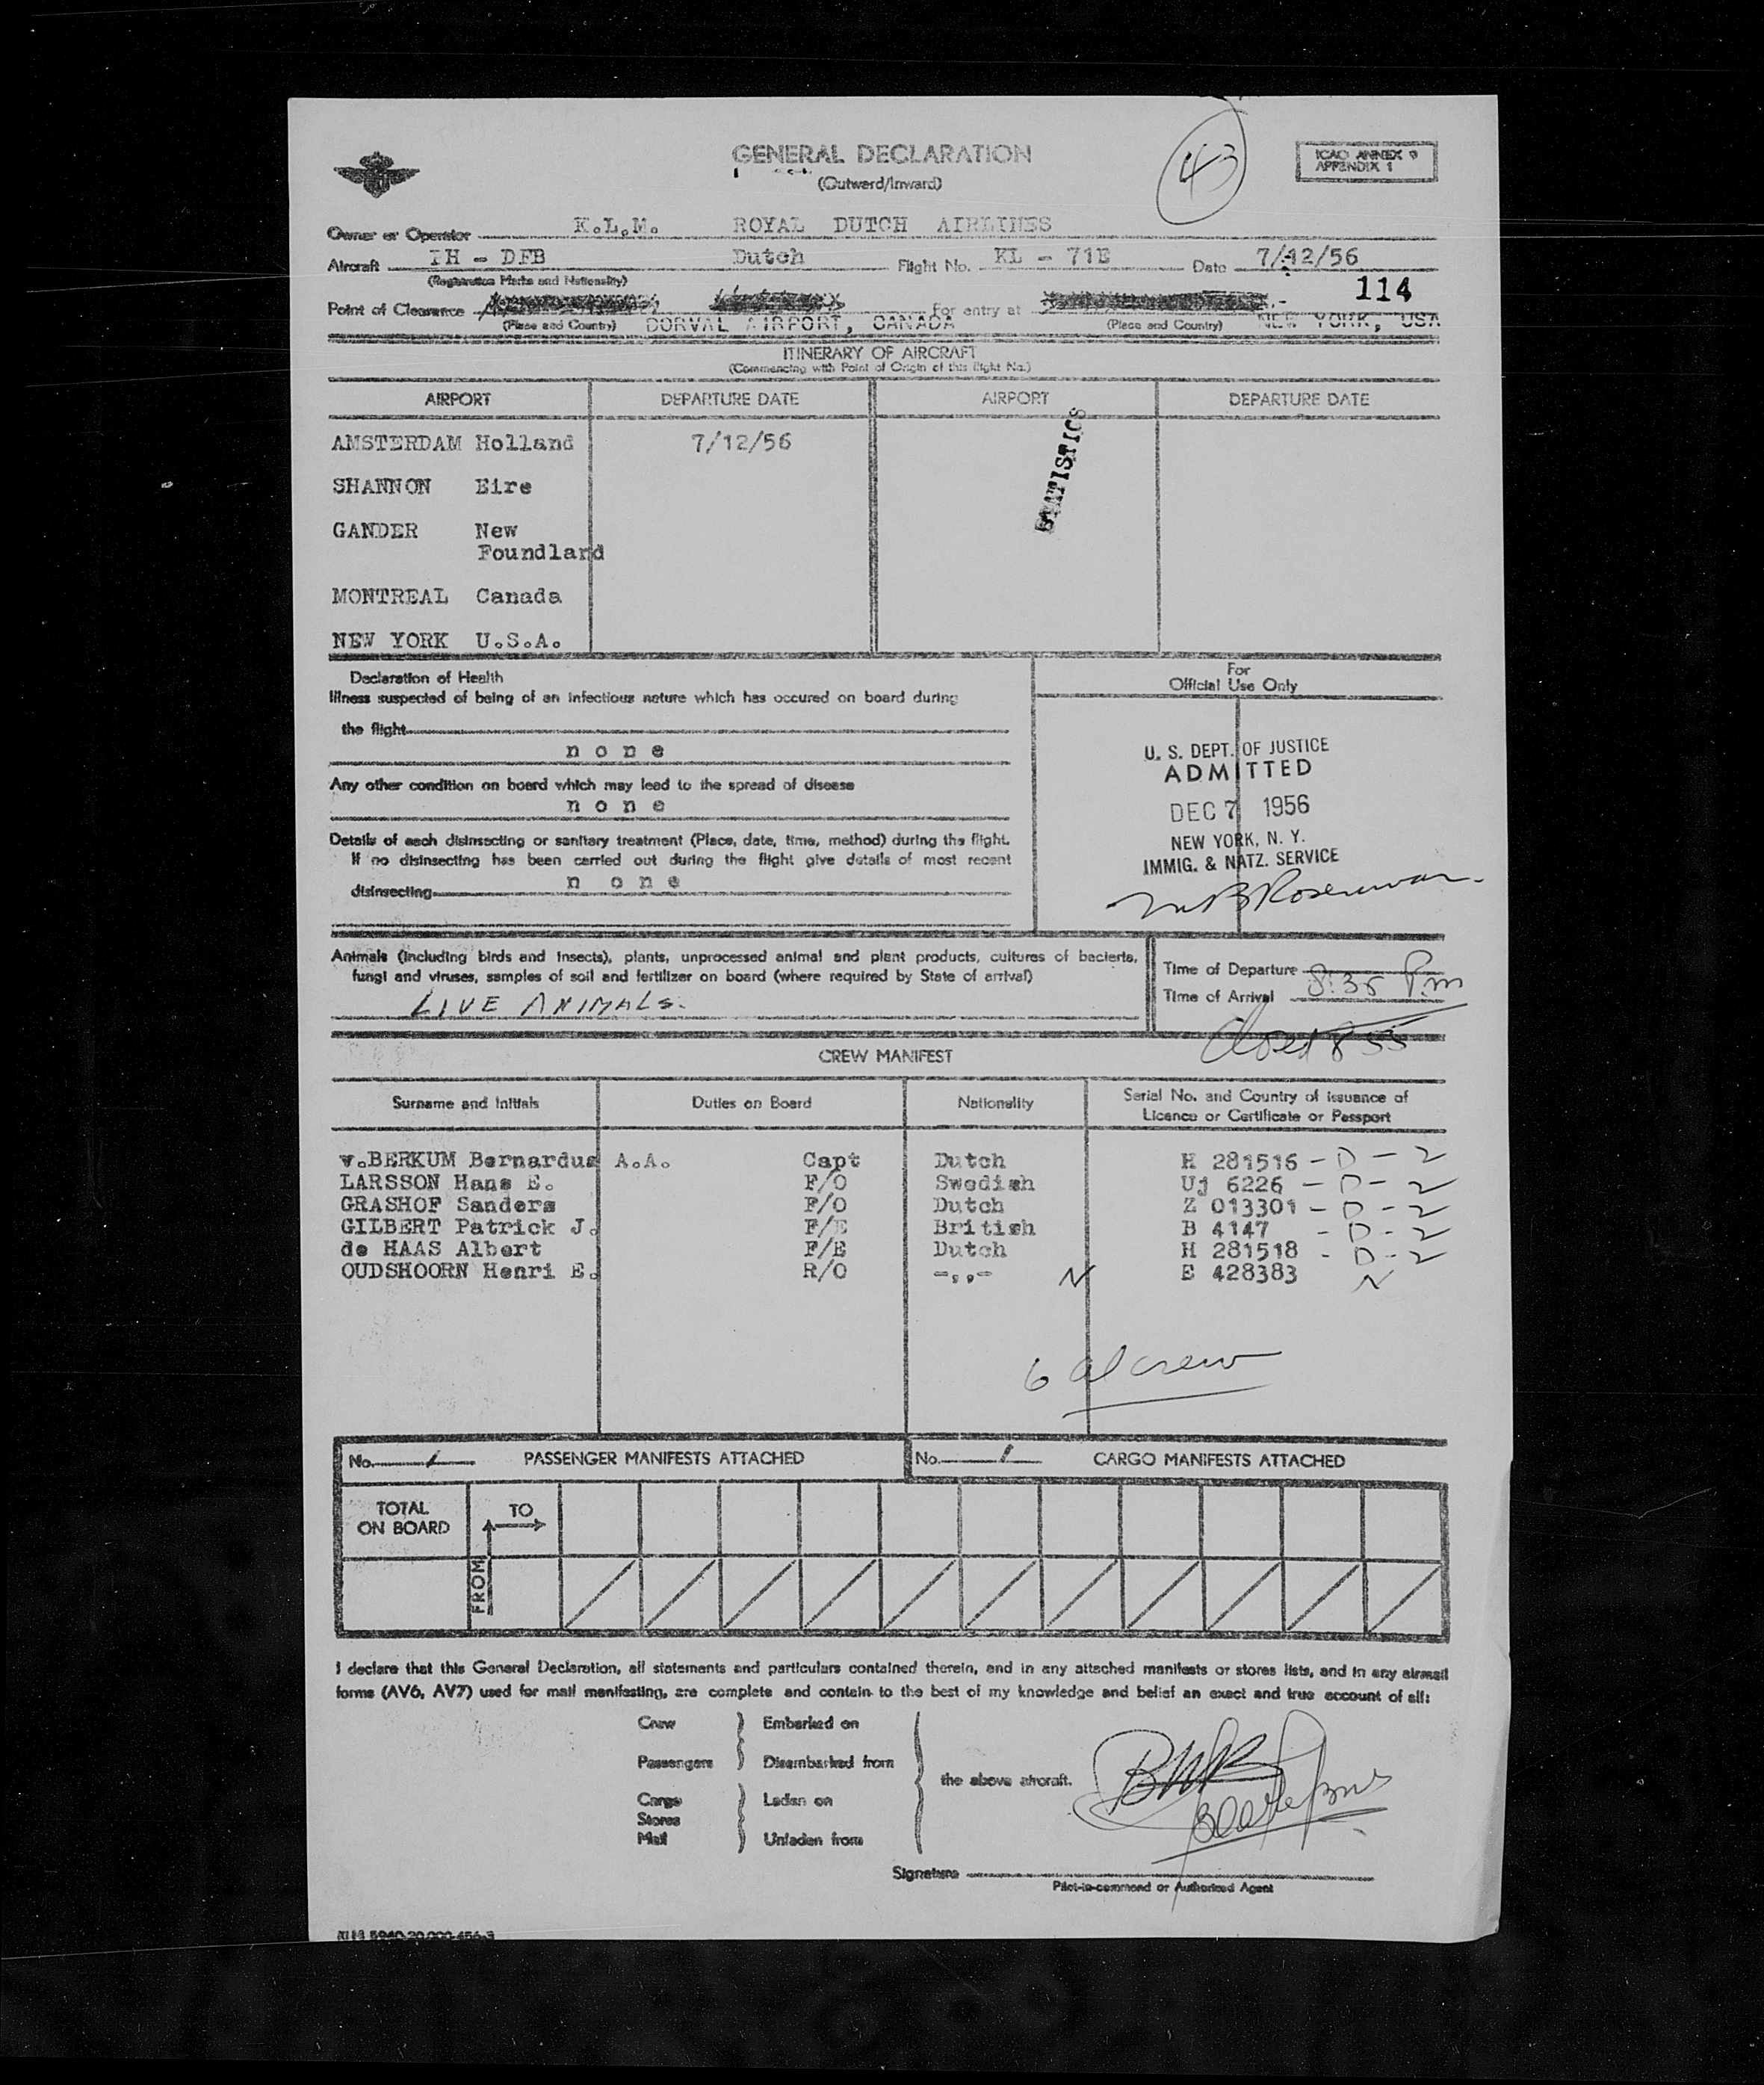 GENERAL DECLARATION
(Outward/Inward)
43
ICAO ANNEX 9
APPENDIX 1
Owner or Operator K.L.M. ROYAL DUTCH AIRLINES
Aircraft PH - DFB Dutch Flight No. KL - 71E Date 7/12/56
(Registration Marks and Nationality)
114
Point of Clearance For entry at
(Place and Country) DORVAL AIRPORT, CANADA (Place and Country) NEW YORK, USA
ITINERARY OF AIRCRAFT
(Commencing with Point of Origin of this flight No.)
AIRPORT DEPARTURE DATE AIRPORT DEPARTURE DATE
AMSTERDAM Holland 7/12/56
STATISTICS
SHANNON Eire
GANDER New
Foundland
MONTREAL Canada
NEW YORK U.S.A.
Declaration of Health
Illness suspected of being of an infectious nature which has occured on board during
the flight
none
Any other condition on board which may lead to the spread of disease
none
Details of each disinsecting or sanitary treatment (Place, date, time, method) during the flight.
If no disinsecting has been carried out during the flight give details of most recent
disinsecting none
For
Official Use Only
U. S. DEPT. OF JUSTICE
ADMITTED
DEC 7 1956
NEW YORK, N. Y.
IMMIG. & NATZ. SERVICE
Animals (including birds and insects), plants, unprocessed animal and plant products, cultures of bacteria,
fungi and viruses, samples of soil and fertilizer on board (where required by State of arrival)
LIVE ANIMALS.
Time of Departure
Time of Arrival 8:35 Pm
Closed 8 55
CREW MANIFEST
Surname and Initials Duties on Board Nationality Serial No. and Country of issuance of
Licence or Certificate or Passport
v.BERKUM Bernardus A.A. Capt Dutch H 281516 - D - 2
LARSSON Hans E. F/O Swedish Uj 6226 - D - 2
GRASHOF Sanders F/O Dutch Z 013301 - D - 2
GILBERT Patrick J. F/E British B 4147 - D - 2
de HAAS Albert F/E Dutch H 281518 - D - 2
OUDSHOORN Henri E. R/O -,,- N E 428383 N
6 al crew
No. 1 PASSENGER MANIFESTS ATTACHED No. 1 CARGO MANIFESTS ATTACHED
TOTAL
ON BOARD
TO
FROM
I declare that this General Declaration, all statements and particulars contained therein, and in any attached manifests or stores lists, and in any airmail
forms (AV6, AV7) used for mail manifesting, are complete and contain to the best of my knowledge and belief an exact and true account of all:
Crew Embarked on
Passengers Disembarked from
the above aircraft.
Cargo Laden on
Stores
Mail Unladen from
Signature
Pilot-in-command or Authorized Agent